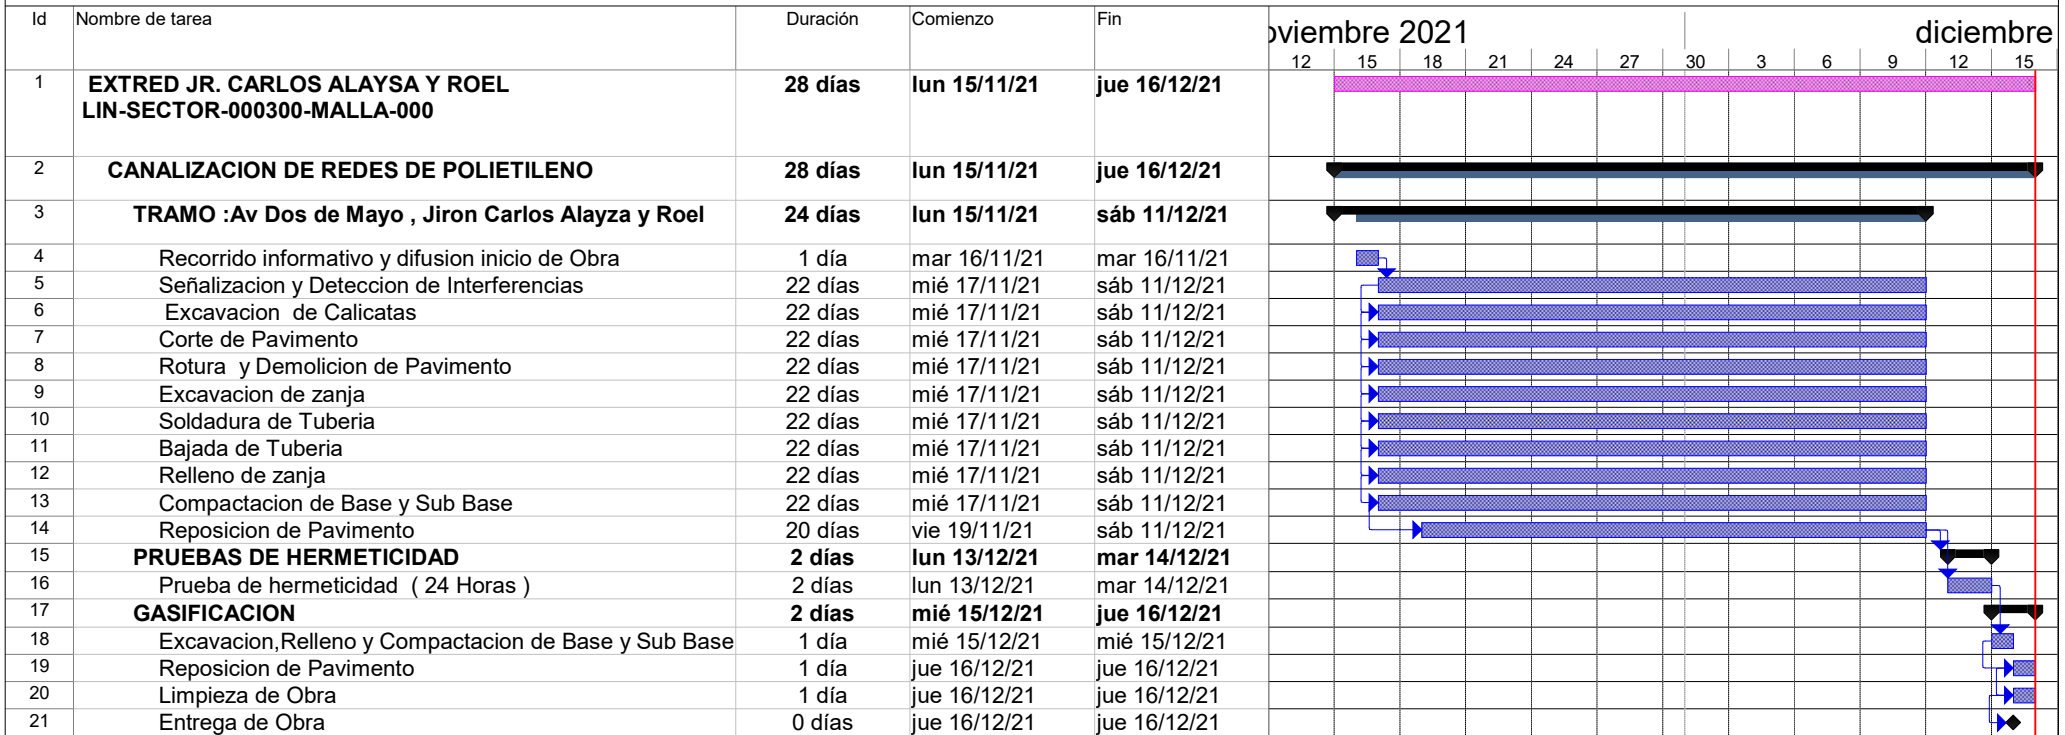 Id Nombre de tarea Duración Comienzo Fin
oviembre 2021 diciembre
12 15 18 21 24 27 30 3 6 9 12 15
1 EXTRED JR. CARLOS ALAYSA Y ROEL 28 días lun 15/11/21 jue 16/12/21
LIN-SECTOR-000300-MALLA-000
2 CANALIZACION DE REDES DE POLIETILENO 28 días lun 15/11/21 jue 16/12/21
3 TRAMO :Av Dos de Mayo , Jiron Carlos Alayza y Roel 24 días lun 15/11/21 sáb 11/12/21
4 Recorrido informativo y difusion inicio de Obra 1 día mar 16/11/21 mar 16/11/21
5 Señalizacion y Deteccion de Interferencias 22 días mié 17/11/21 sáb 11/12/21
6 Excavacion de Calicatas 22 días mié 17/11/21 sáb 11/12/21
7 Corte de Pavimento 22 días mié 17/11/21 sáb 11/12/21
8 Rotura y Demolicion de Pavimento 22 días mié 17/11/21 sáb 11/12/21
9 Excavacion de zanja 22 días mié 17/11/21 sáb 11/12/21
10 Soldadura de Tuberia 22 días mié 17/11/21 sáb 11/12/21
11 Bajada de Tuberia 22 días mié 17/11/21 sáb 11/12/21
12 Relleno de zanja 22 días mié 17/11/21 sáb 11/12/21
13 Compactacion de Base y Sub Base 22 días mié 17/11/21 sáb 11/12/21
14 Reposicion de Pavimento 20 días vie 19/11/21 sáb 11/12/21
15 PRUEBAS DE HERMETICIDAD 2 días lun 13/12/21 mar 14/12/21
16 Prueba de hermeticidad ( 24 Horas ) 2 días lun 13/12/21 mar 14/12/21
17 GASIFICACION 2 días mié 15/12/21 jue 16/12/21
18 Excavacion,Relleno y Compactacion de Base y Sub Base 1 día mié 15/12/21 mié 15/12/21
19 Reposicion de Pavimento 1 día jue 16/12/21 jue 16/12/21
20 Limpieza de Obra 1 día jue 16/12/21 jue 16/12/21
21 Entrega de Obra 0 días jue 16/12/21 jue 16/12/21